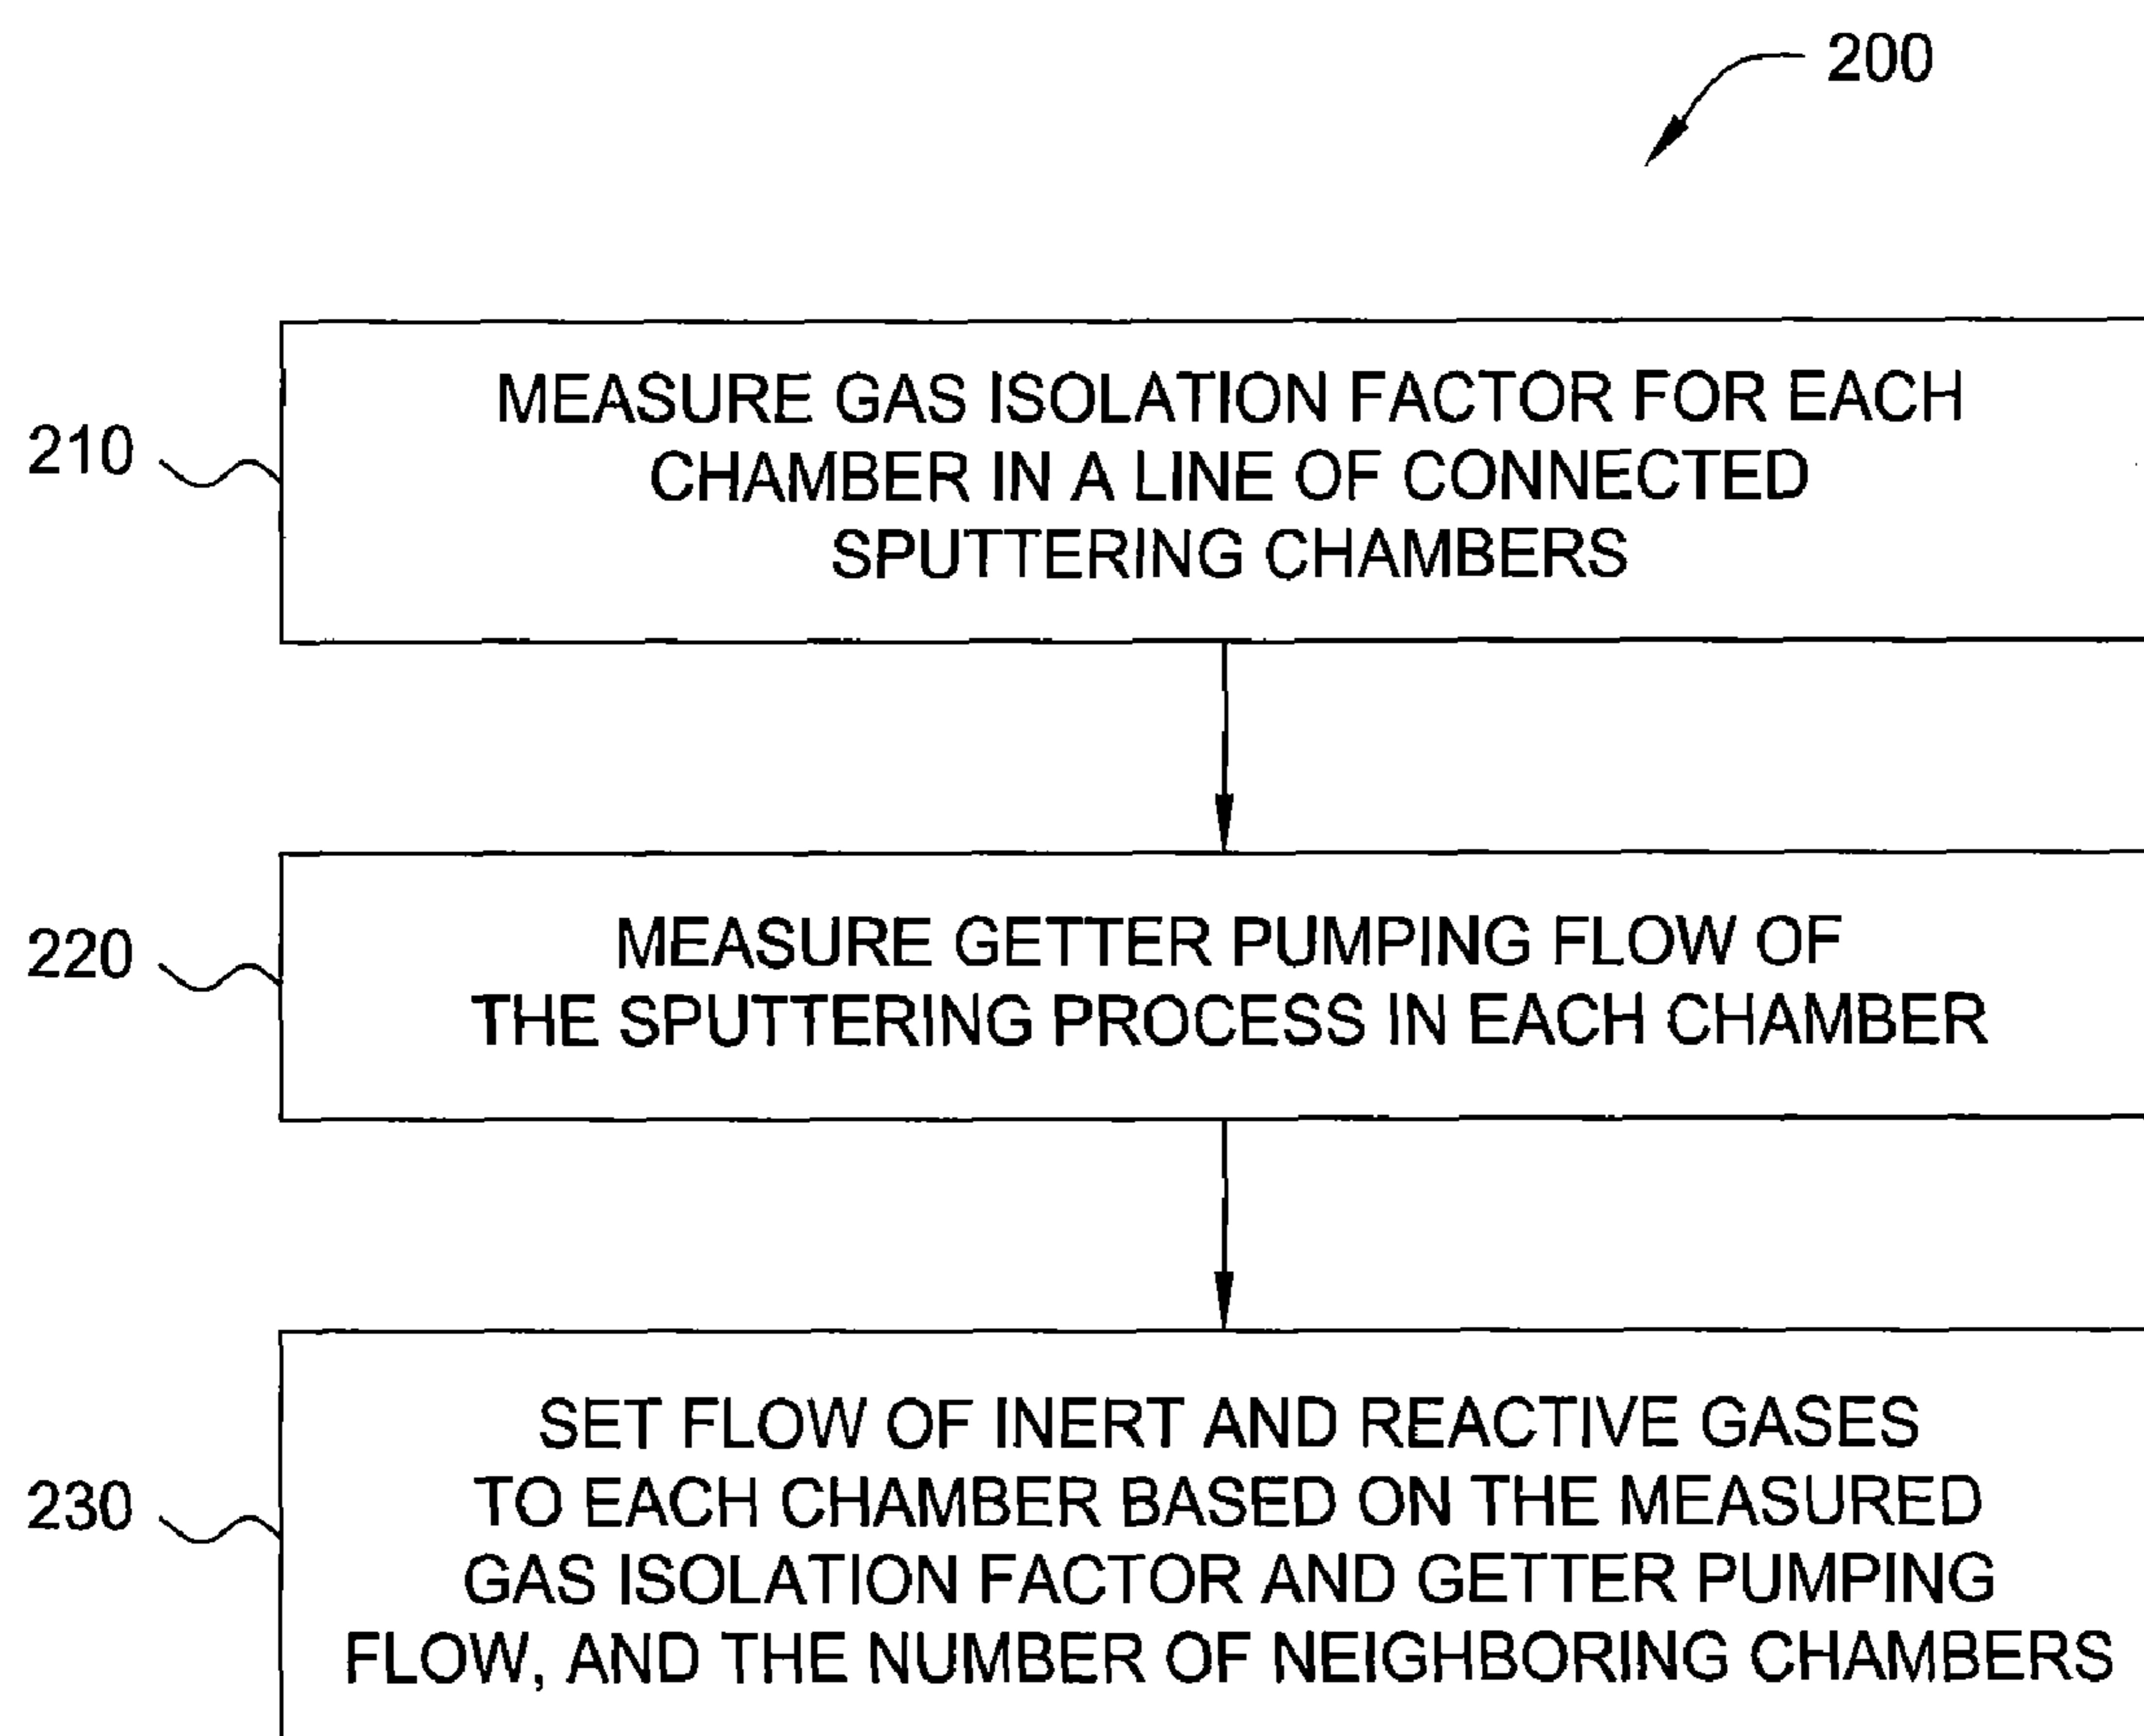 200
210
MEASURE GAS ISOLATION FACTOR FOR EACH
CHAMBER IN A LINE OF CONNECTED
SPUTTERING CHAMBERS
220
MEASURE GETTER PUMPING FLOW OF
THE SPUTTERING PROCESS IN EACH CHAMBER
230
SET FLOW OF INERT AND REACTIVE GASES
TO EACH CHAMBER BASED ON THE MEASURED
GAS ISOLATION FACTOR AND GETTER PUMPING
FLOW, AND THE NUMBER OF NEIGHBORING CHAMBERS